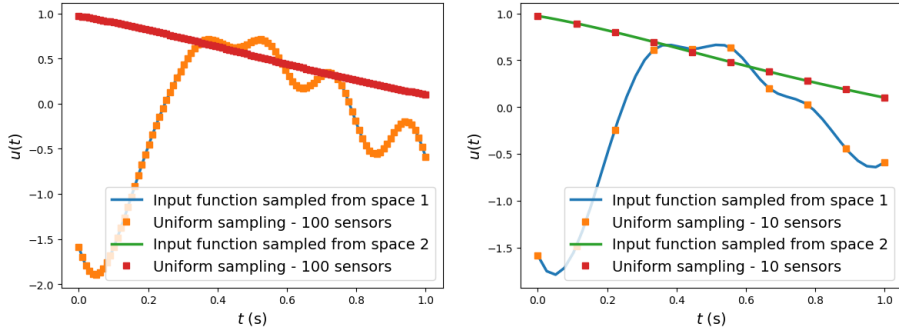 1.0
0.5
0.0
−0.5
−1.0
−1.5
−2.0
u(t)
Input function sampled from space 1
Uniform sampling - 100 sensors
Input function sampled from space 2
Uniform sampling - 100 sensors
0.0 0.2 0.4 0.6 0.8 1.0
t (s)
1.0
0.5
0.0
−0.5
−1.0
−1.5
u(t)
Input function sampled from space 1
Uniform sampling - 10 sensors
Input function sampled from space 2
Uniform sampling - 10 sensors
0.0 0.2 0.4 0.6 0.8 1.0
t (s)